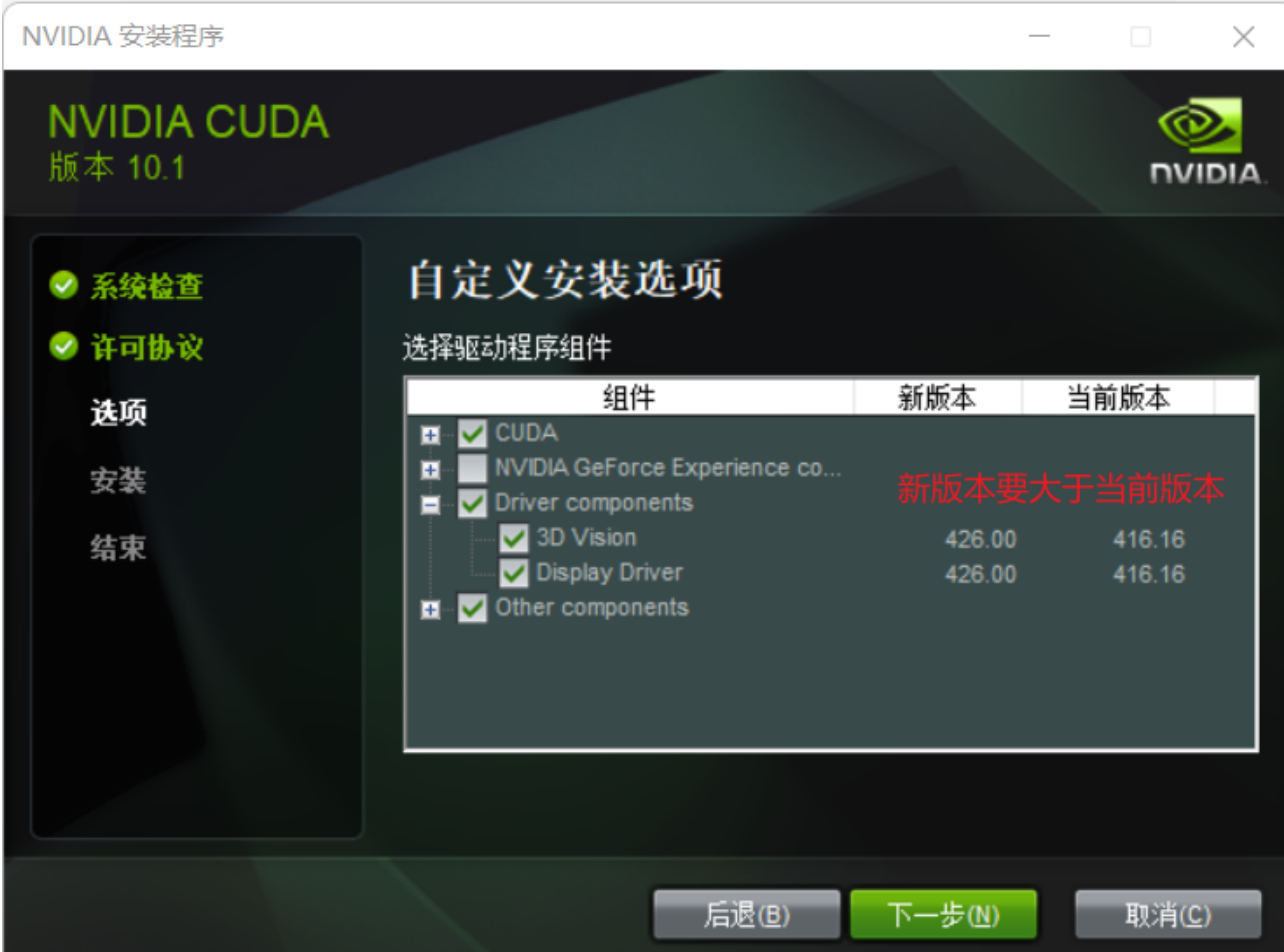 NVIDIA 安装程序
NVIDIA CUDA
版本 10.1
NVIDIA.
系统检查
许可协议
选项
安装
结束
自定义安装选项
选择驱动程序组件
组件 新版本 当前版本
CUDA
NVIDIA GeForce Experience co...
新版本要大于当前版本
Driver components
3D Vision 426.00 416.16
Display Driver 426.00 416.16
Other components
后退(B) 下一步(N) 取消(C)